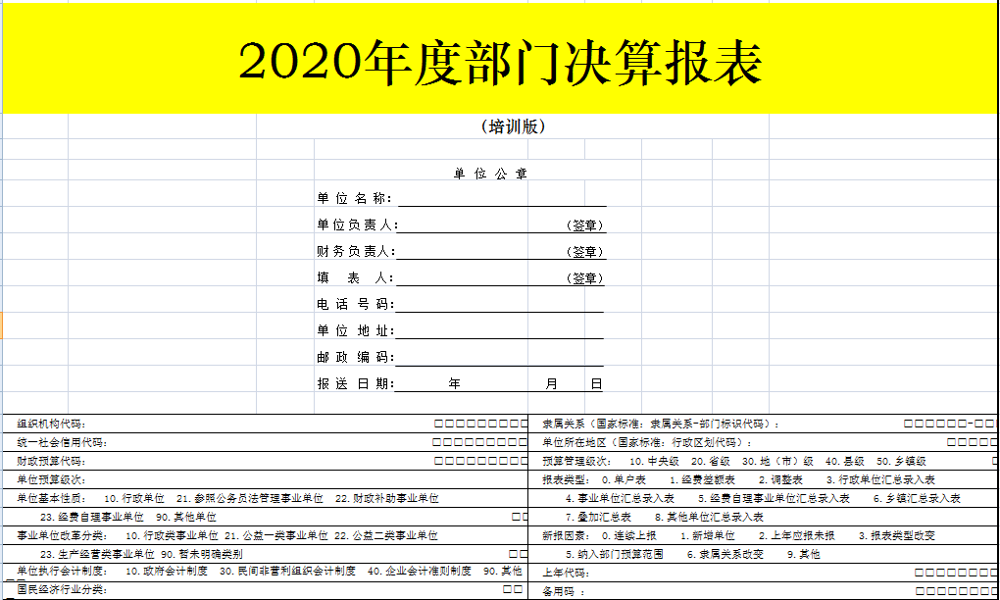 2020年度部门决算报表
(培训版)
单 位 公 章
单 位 名 称:
单位负责人: (签章)
财务负责人: (签章)
填 表 人: (签章)
电 话 号 码:
单 位 地 址:
邮 政 编 码:
报 送 日 期: 年 月 日
组织机构代码: □□□□□□□□□
隶属关系(国家标准:隶属关系-部门标识代码): □□□□□□-□□
统一社会信用代码: □□□□□□□□□
单位所在地区(国家标准:行政区划代码): □□□□□
财政预算代码: □□□□□□□□□
预算管理级次: 10.中央级 20.省级 30.地(市)级 40.县级 50.乡镇级 □
单位预算级次:
报表类型: 0.单户表 1.经费差额表 2.调整表 3.行政单位汇总录入表
单位基本性质: 10.行政单位 21.参照公务员法管理事业单位 22.财政补助事业单位
4.事业单位汇总录入表 5.经费自理事业单位汇总录入表 6.乡镇汇总录入表
23.经费自理事业单位 90.其他单位 □□
7.叠加汇总表 8.其他单位汇总录入表
事业单位改革分类: 10.行政类事业单位 21.公益一类事业单位 22.公益二类事业单位
新报因素: 0.连续上报 1.新增单位 2.上年应报未报 3.报表类型改变
23.生产经营类事业单位 90.暂未明确类别 □□
5.纳入部门预算范围 6.隶属关系改变 9.其他
单位执行会计制度: 10.政府会计制度 30.民间非营利组织会计制度 40.企业会计准则制度 90.其他
上年代码: □□□□□□□□
国民经济行业分类: □□
备用码 : □□□□□□□□